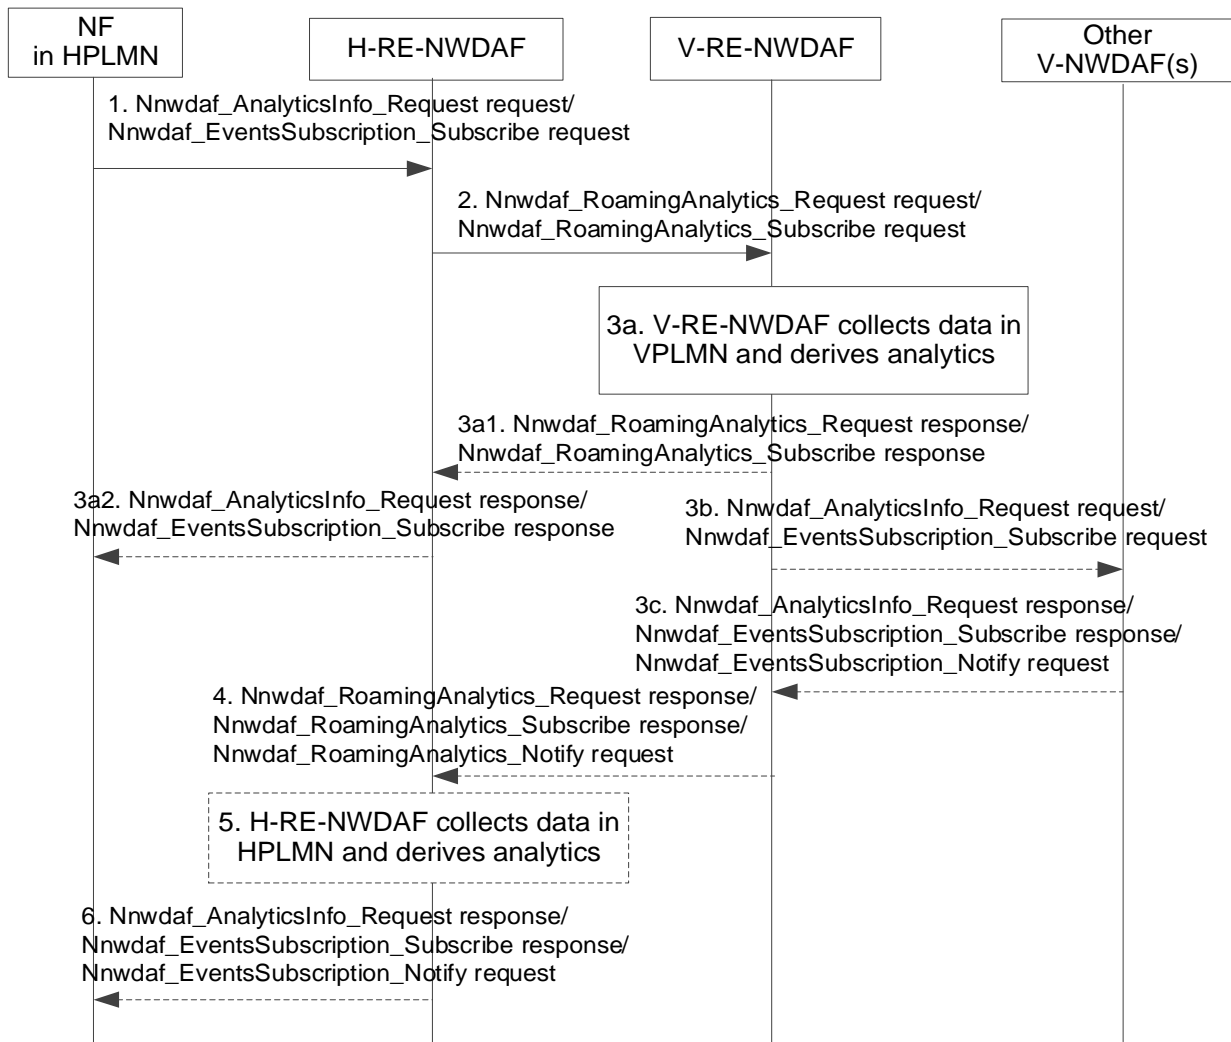 NF
in HPLMN
H-RE-NWDAF
V-RE-NWDAF
Other
V-NWDAF(s)
1. Nnwdaf_AnalyticsInfo_Request request/
Nnwdaf_EventsSubscription_Subscribe request
2. Nnwdaf_RoamingAnalytics_Request request/
Nnwdaf_RoamingAnalytics_Subscribe request
3a. V-RE-NWDAF collects data in
VPLMN and derives analytics
3a1. Nnwdaf_RoamingAnalytics_Request response/
Nnwdaf_RoamingAnalytics_Subscribe response
3a2. Nnwdaf_AnalyticsInfo_Request response/
Nnwdaf_EventsSubscription_Subscribe response
3b. Nnwdaf_AnalyticsInfo_Request request/
Nnwdaf_EventsSubscription_Subscribe request
3c. Nnwdaf_AnalyticsInfo_Request response/
Nnwdaf_EventsSubscription_Subscribe response/
Nnwdaf_EventsSubscription_Notify request
4. Nnwdaf_RoamingAnalytics_Request response/
Nnwdaf_RoamingAnalytics_Subscribe response/
Nnwdaf_RoamingAnalytics_Notify request
5. H-RE-NWDAF collects data in
HPLMN and derives analytics
6. Nnwdaf_AnalyticsInfo_Request response/
Nnwdaf_EventsSubscription_Subscribe response/
Nnwdaf_EventsSubscription_Notify request